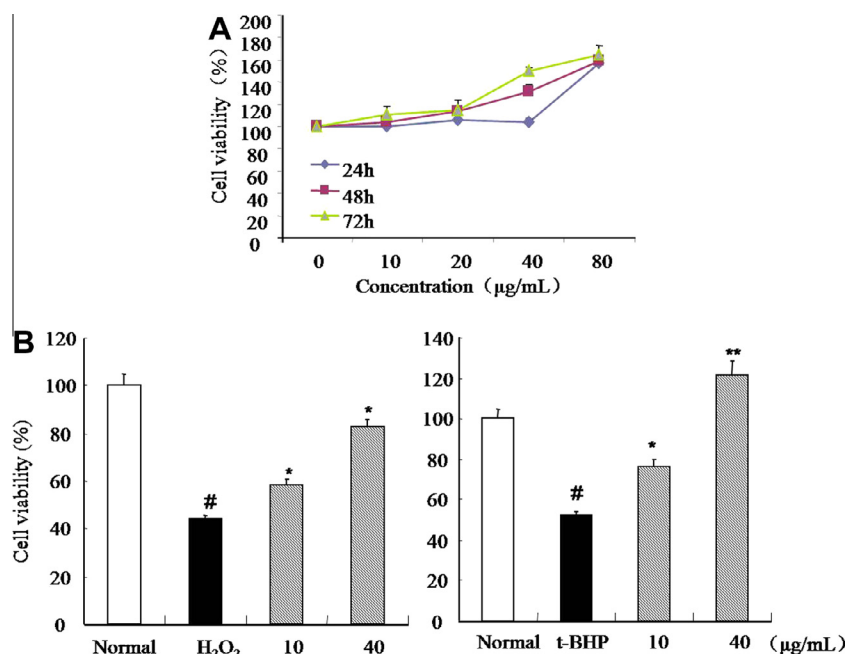 A
Cell viability (%)
200
180
160
140
120
100
80
60
40
20
0
24h
48h
72h
0 10 20 40 80
Concentration (μg/mL)
B
Cell viability (%)
120
100
80
60
40
20
0
#
*
*
Normal H₂O₂ 10 40
140
120
100
80
60
40
20
0
#
*
**
Normal t-BHP 10 40 (μg/mL)